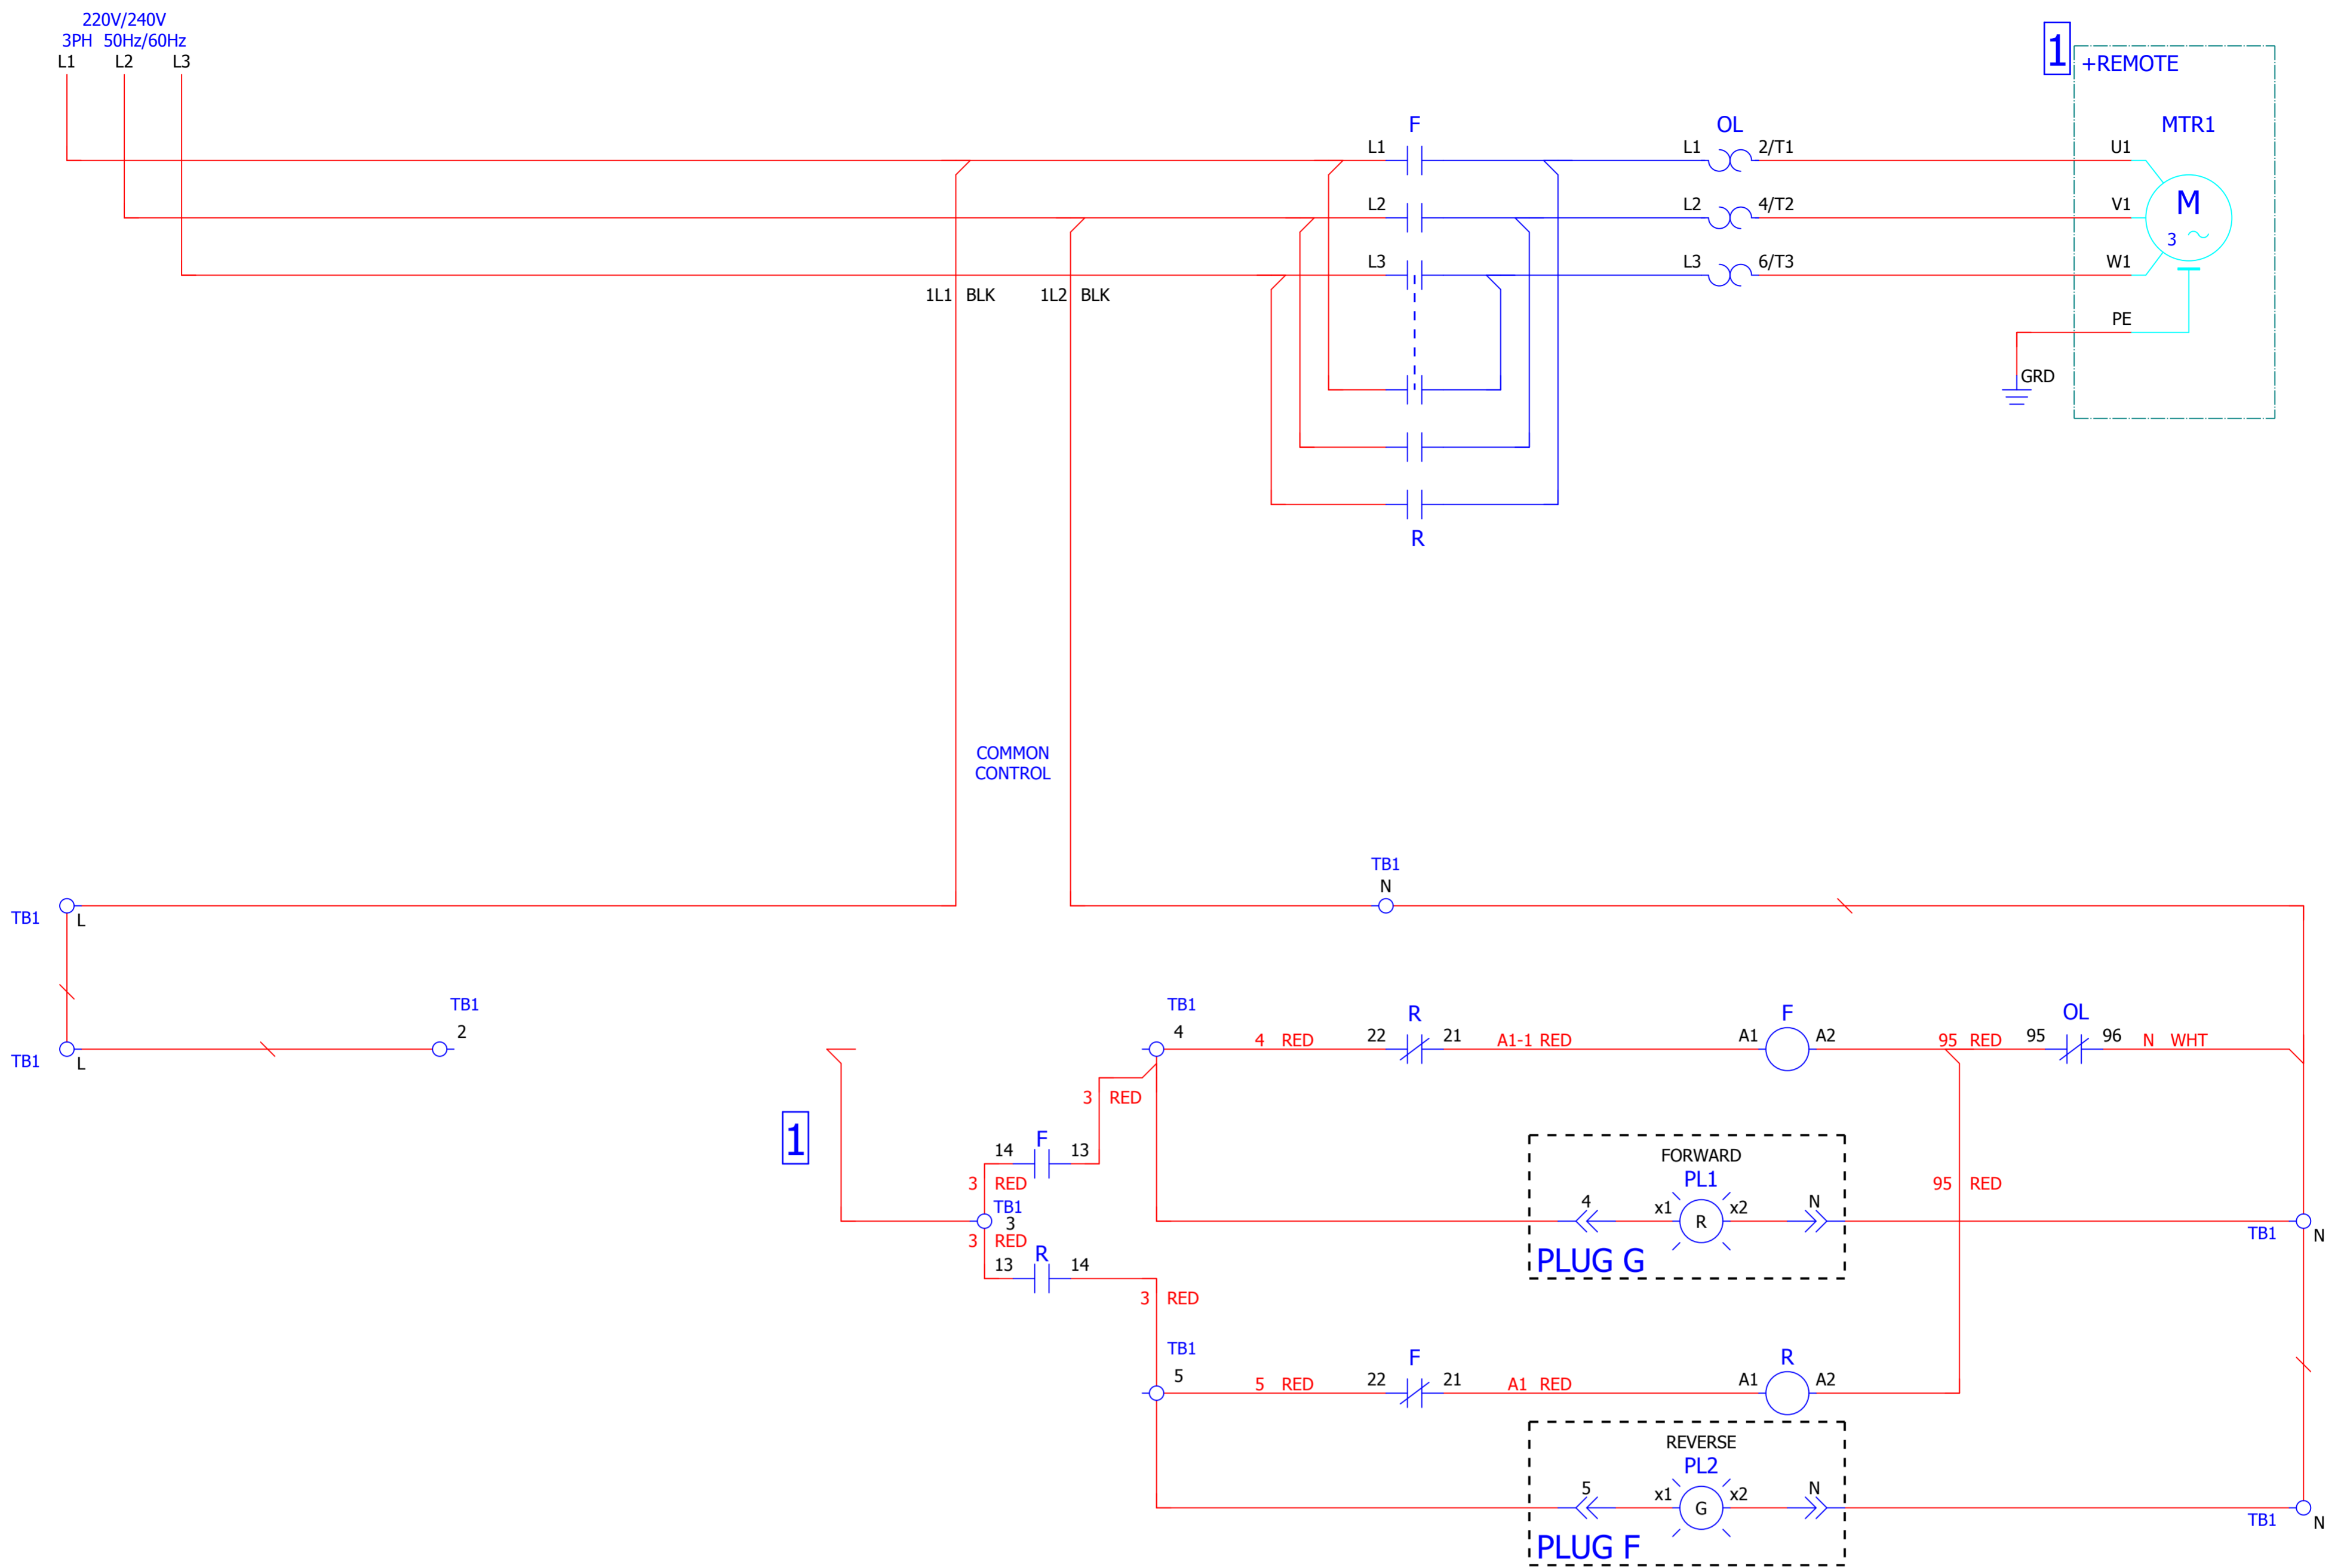 220V/240V
3PH 50Hz/60Hz
L1 L2 L3
1
+REMOTE
F
OL
MTR1
L1
L1
2/T1
U1
L2
L2
4/T2
V1
M
3
L3
L3
6/T3
W1
1L1 BLK
1L2 BLK
PE
GRD
R
COMMON
CONTROL
TB1
N
TB1
L
TB1
2
TB1
L
TB1
4
4 RED
R
22
21
A1-1 RED
F
A1
A2
95 RED
OL
95
96
N WHT
3 RED
1
F
14
13
3 RED
TB1
3
3 RED
R
13
14
3 RED
FORWARD
PL1
4
x1
R
x2
N
PLUG G
95 RED
TB1
N
TB1
5
5 RED
F
22
21
A1 RED
R
A1
A2
REVERSE
PL2
5
x1
G
x2
N
PLUG F
TB1
N